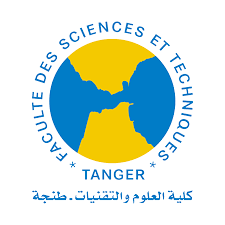 * FACULTE DES SCIENCES ET TECHNIQUES *
TANGER
كلية العلوم والتقنيات - طنجة